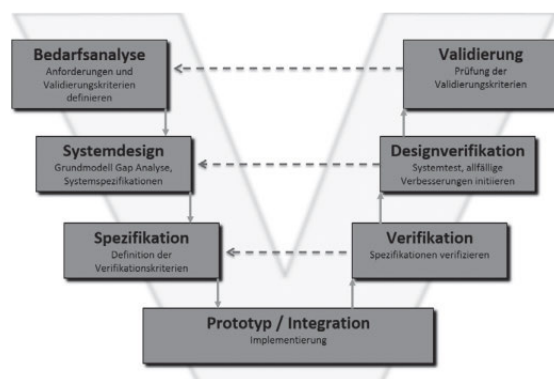 Bedarfsanalyse
Anforderungen und
Validierungskriterien
definieren
Validierung
Prüfung der
Validierungskriterien
Systemdesign
Grundmodell Gap Analyse,
Systemspezifikationen
Designverifikation
Systemtest, allfällige
Verbesserungen initiieren
Spezifikation
Definition der
Verifikationskriterien
Verifikation
Spezifikationen verifizieren
Prototyp / Integration
Implementierung